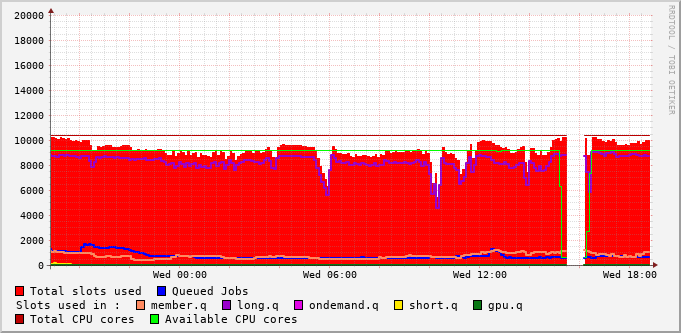 RRDTOOL / TOBI OETIKER
20000
18000
16000
14000
12000
10000
8000
6000
4000
2000
0
Wed 00:00 Wed 06:00 Wed 12:00 Wed 18:00
Total slots used Queued Jobs
Slots used in : member.q long.q ondemand.q short.q gpu.q
Total CPU cores Available CPU cores